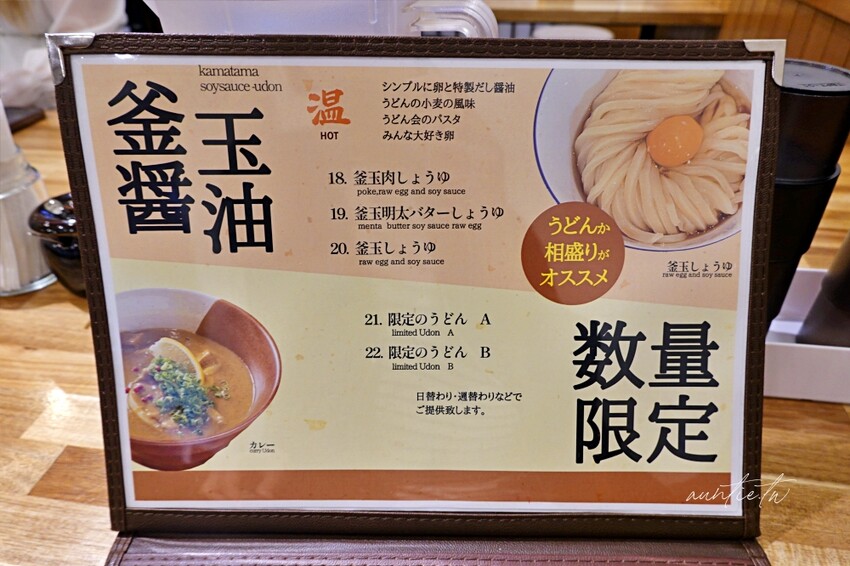 釜玉
醤油
kamatama
soysauce-udon
温
HOT
シンプルに卵と特製だし醤油
うどんの小麦の風味
うどん会のパスタ
みんな大好き卵
18. 釜玉肉しょうゆ
poke,raw egg and soy sauce
19. 釜玉明太バターしょうゆ
menta butter soy sauce raw egg
20. 釜玉しょうゆ
raw egg and soy sauce
うどんか
相盛りが
オススメ
釜玉しょうゆ
raw egg and soy sauce
21. 限定のうどん A
limited Udon A
22. 限定のうどん B
limited Udon B
日替わり・週替わりなどで
ご提供致します。
数量
限定
カレー
curry Udon
auntie.tw